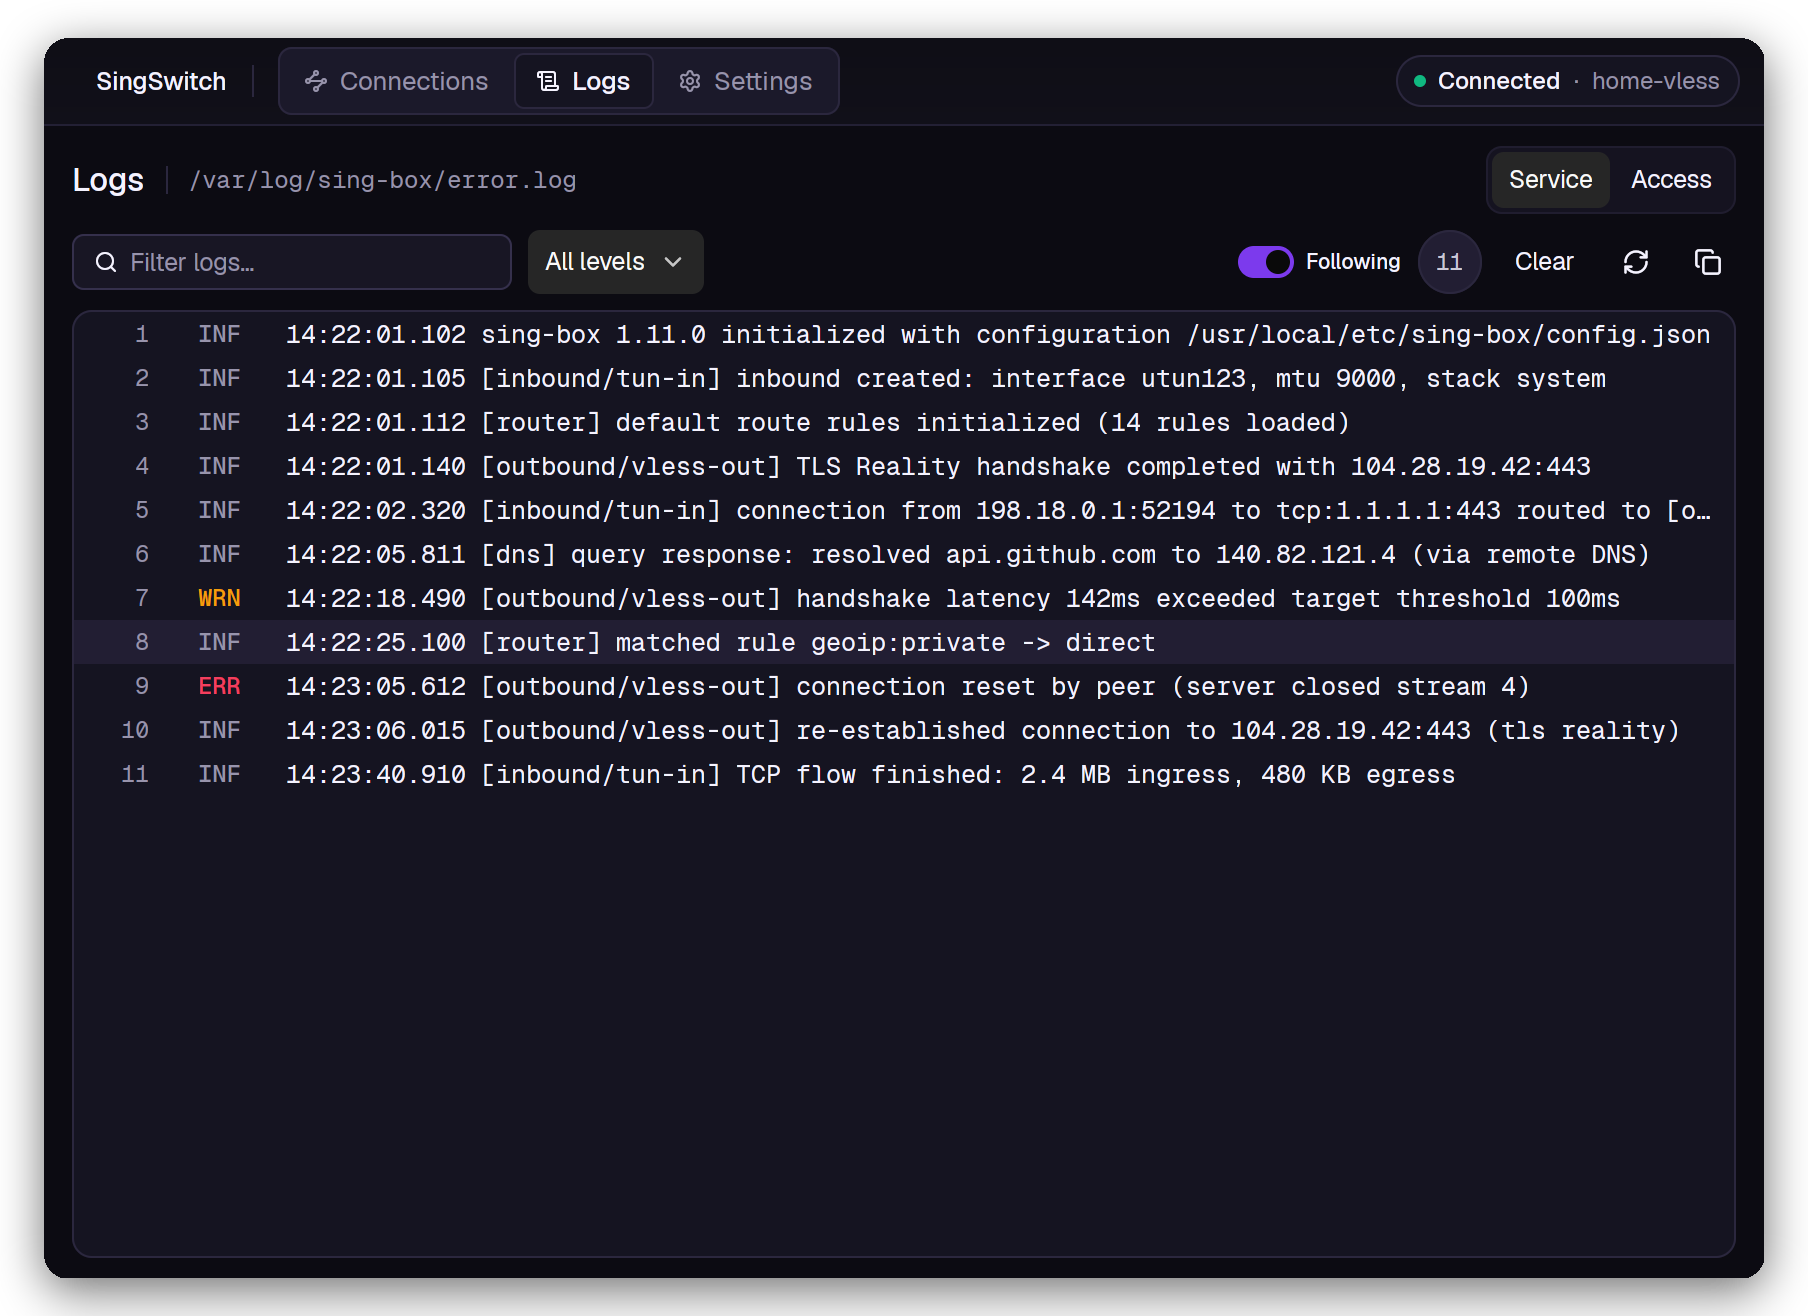 SingSwitch Connections Logs Settings Connected · home-vless
Logs /var/log/sing-box/error.log Service Access
Filter logs… All levels Following 11 Clear
1 INF 14:22:01.102 sing-box 1.11.0 initialized with configuration /usr/local/etc/sing-box/config.json
2 INF 14:22:01.105 [inbound/tun-in] inbound created: interface utun123, mtu 9000, stack system
3 INF 14:22:01.112 [router] default route rules initialized (14 rules loaded)
4 INF 14:22:01.140 [outbound/vless-out] TLS Reality handshake completed with 104.28.19.42:443
5 INF 14:22:02.320 [inbound/tun-in] connection from 198.18.0.1:52194 to tcp:1.1.1.1:443 routed to [o…
6 INF 14:22:05.811 [dns] query response: resolved api.github.com to 140.82.121.4 (via remote DNS)
7 WRN 14:22:18.490 [outbound/vless-out] handshake latency 142ms exceeded target threshold 100ms
8 INF 14:22:25.100 [router] matched rule geoip:private -> direct
9 ERR 14:23:05.612 [outbound/vless-out] connection reset by peer (server closed stream 4)
10 INF 14:23:06.015 [outbound/vless-out] re-established connection to 104.28.19.42:443 (tls reality)
11 INF 14:23:40.910 [inbound/tun-in] TCP flow finished: 2.4 MB ingress, 480 KB egress